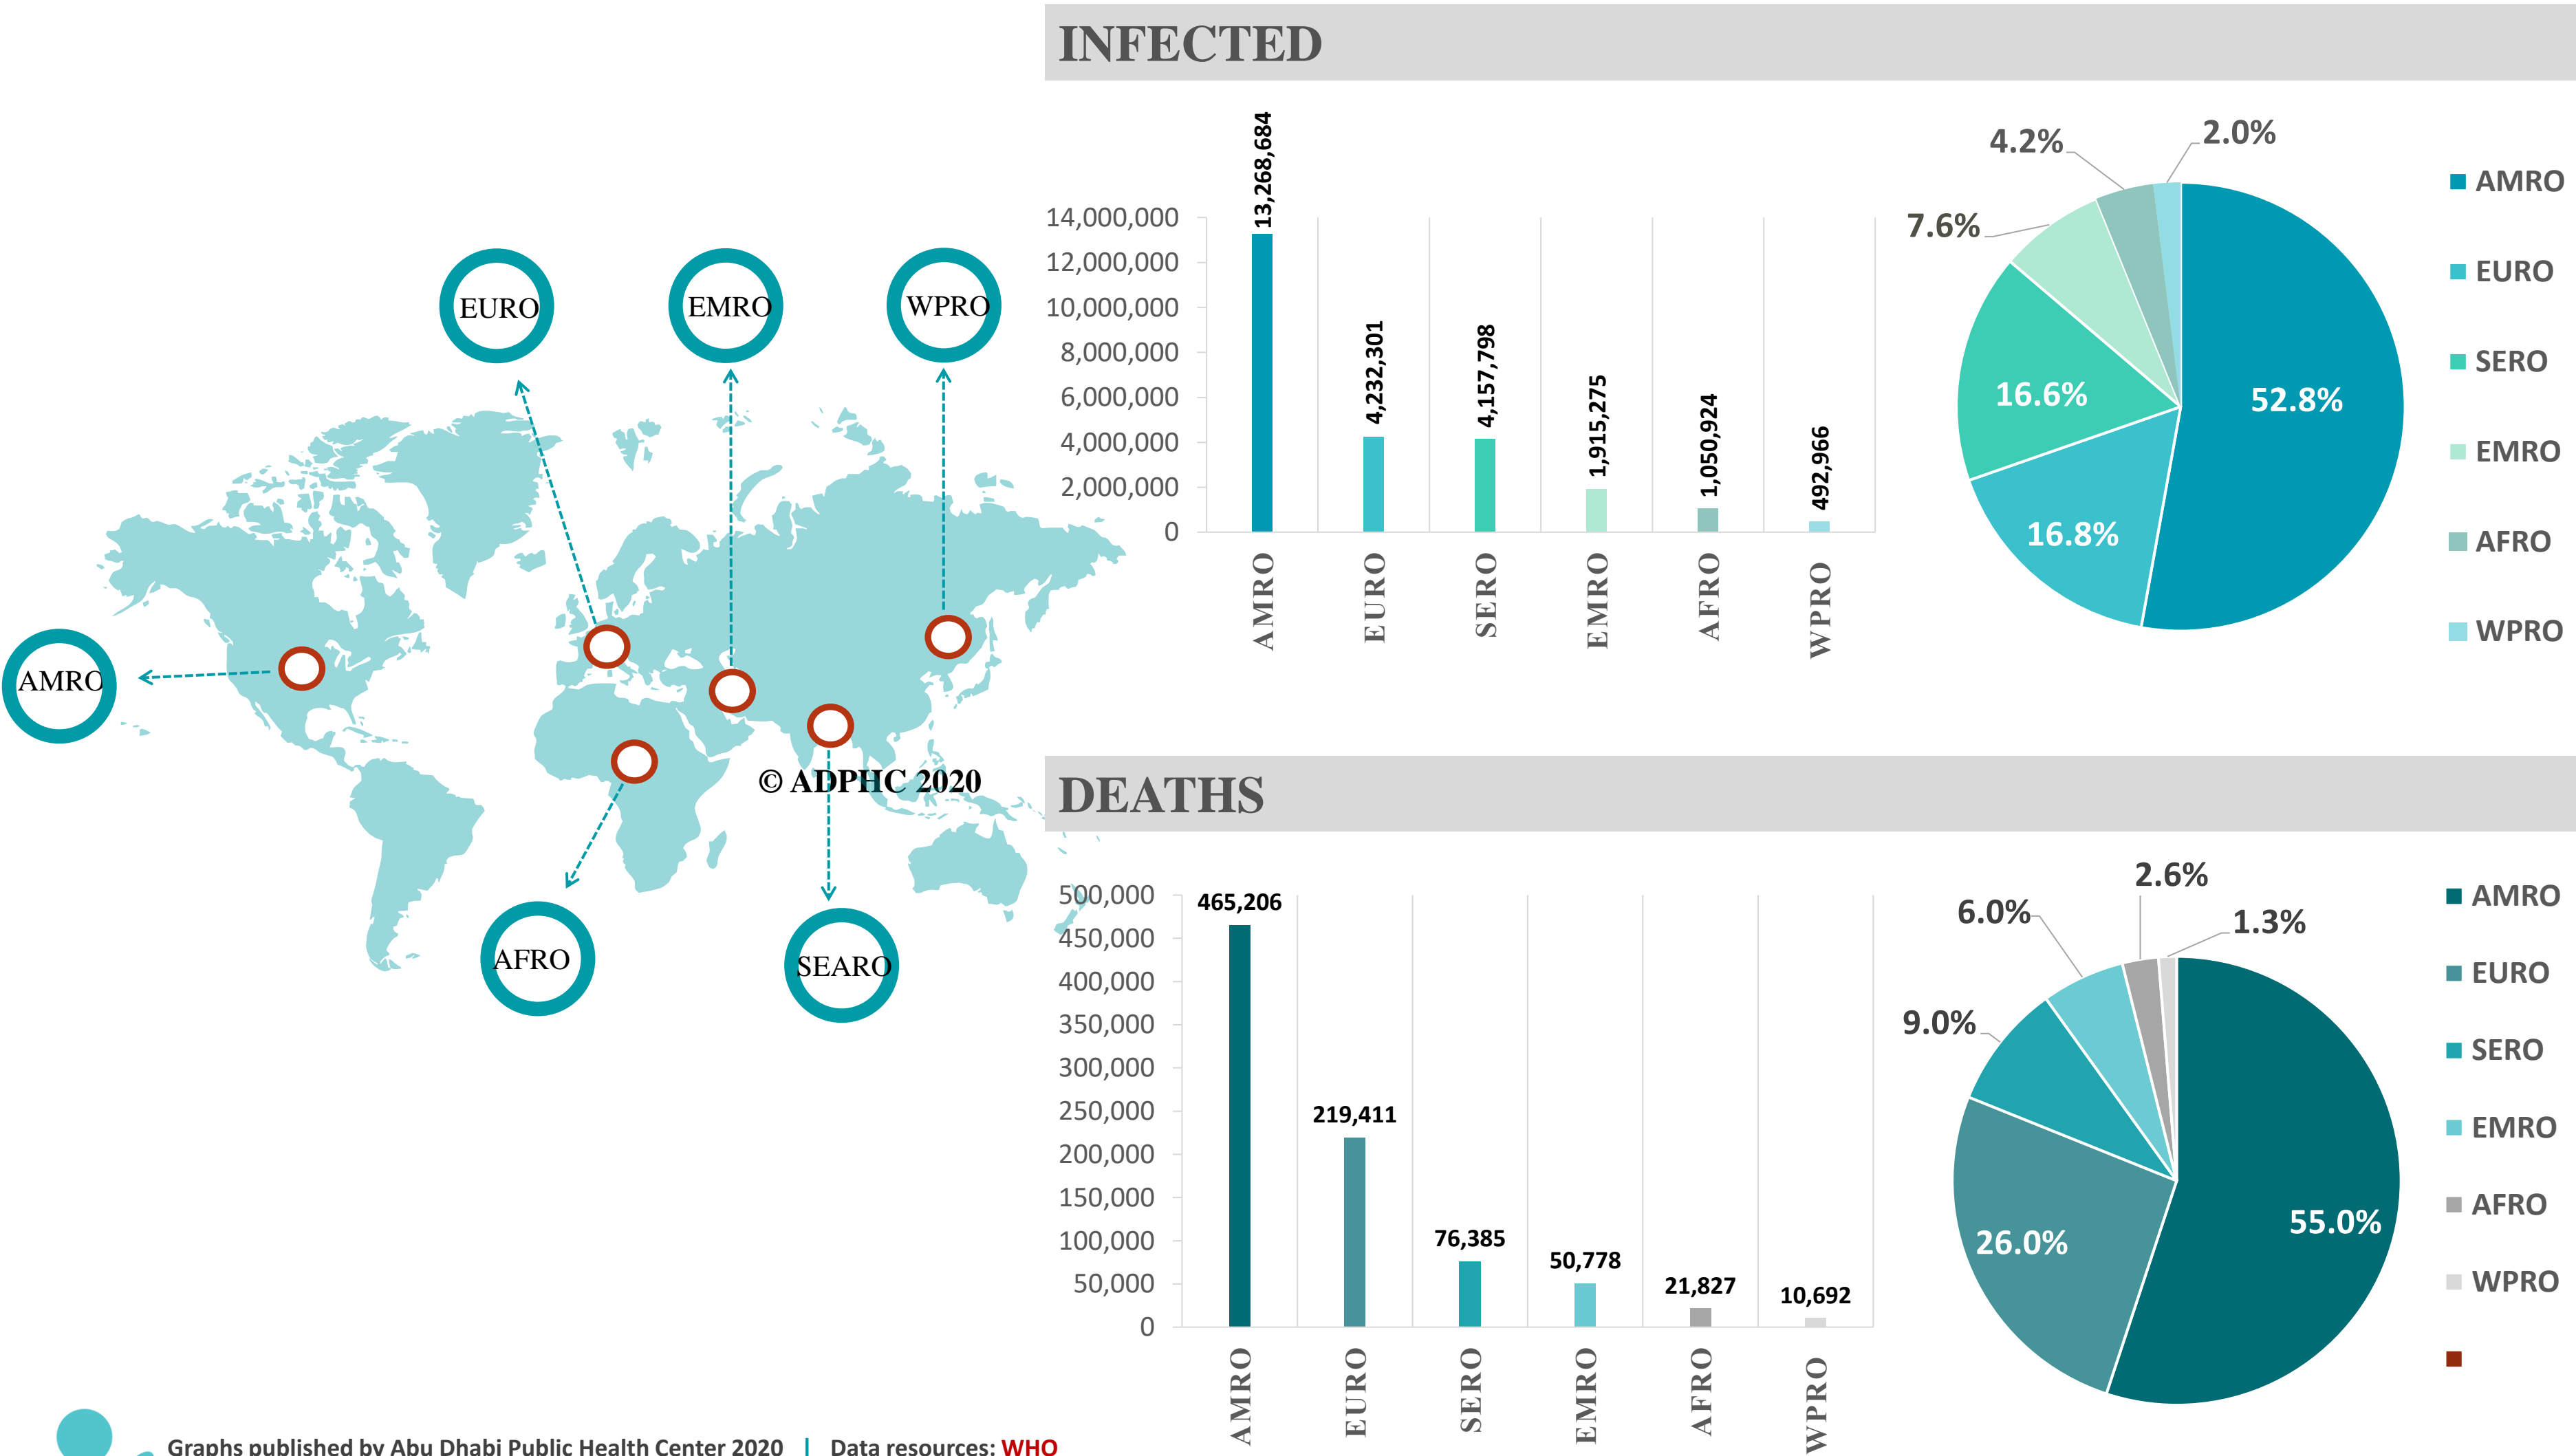 EURO
EMRO
WPRO
AMRO
AFRO
SEARO
© ADPHC 2020
INFECTED
14,000,000
12,000,000
10,000,000
8,000,000
6,000,000
4,000,000
2,000,000
0
13,268,684
4,232,301
4,157,798
1,915,275
1,050,924
492,966
AMRO
EURO
SERO
EMRO
AFRO
WPRO
52.8%
16.8%
16.6%
7.6%
4.2%
2.0%
AMRO
EURO
SERO
EMRO
AFRO
WPRO
DEATHS
500,000
450,000
400,000
350,000
300,000
250,000
200,000
150,000
100,000
50,000
0
465,206
219,411
76,385
50,778
21,827
10,692
AMRO
EURO
SERO
EMRO
AFRO
WPRO
55.0%
26.0%
9.0%
6.0%
2.6%
1.3%
AMRO
EURO
SERO
EMRO
AFRO
WPRO
Graphs published by Abu Dhabi Public Health Center 2020 | Data resources: WHO